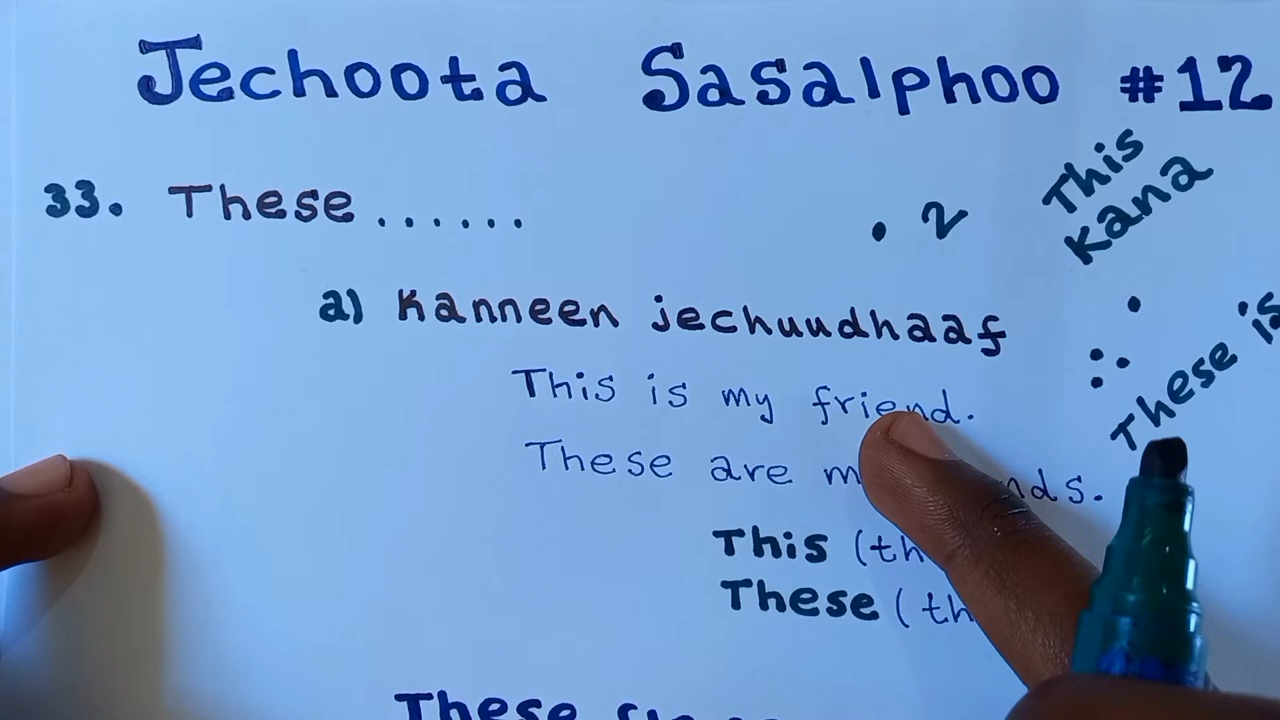 Jechoota Sasalphoo #12
33. These ......
. 2
This
Kana
a) Kanneen jechuudhaaf
This is my friend.
These are
These is
This (th
These (th
These